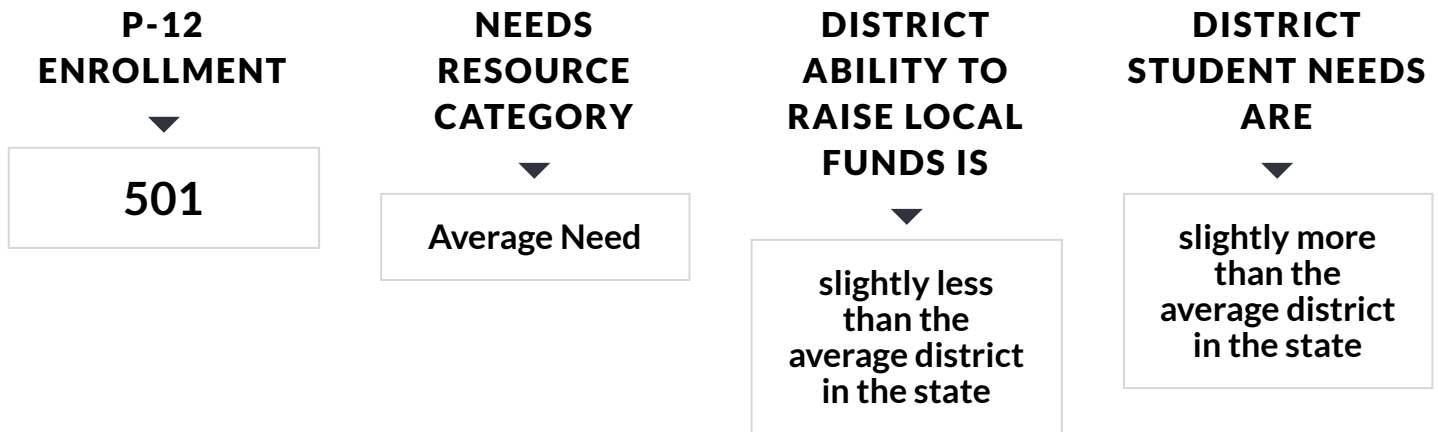 P-12
ENROLLMENT
501
NEEDS
RESOURCE
CATEGORY
Average Need
DISTRICT
ABILITY TO
RAISE LOCAL
FUNDS IS
slightly less
than the
average district
in the state
DISTRICT
STUDENT NEEDS
ARE
slightly more
than the
average district
in the state